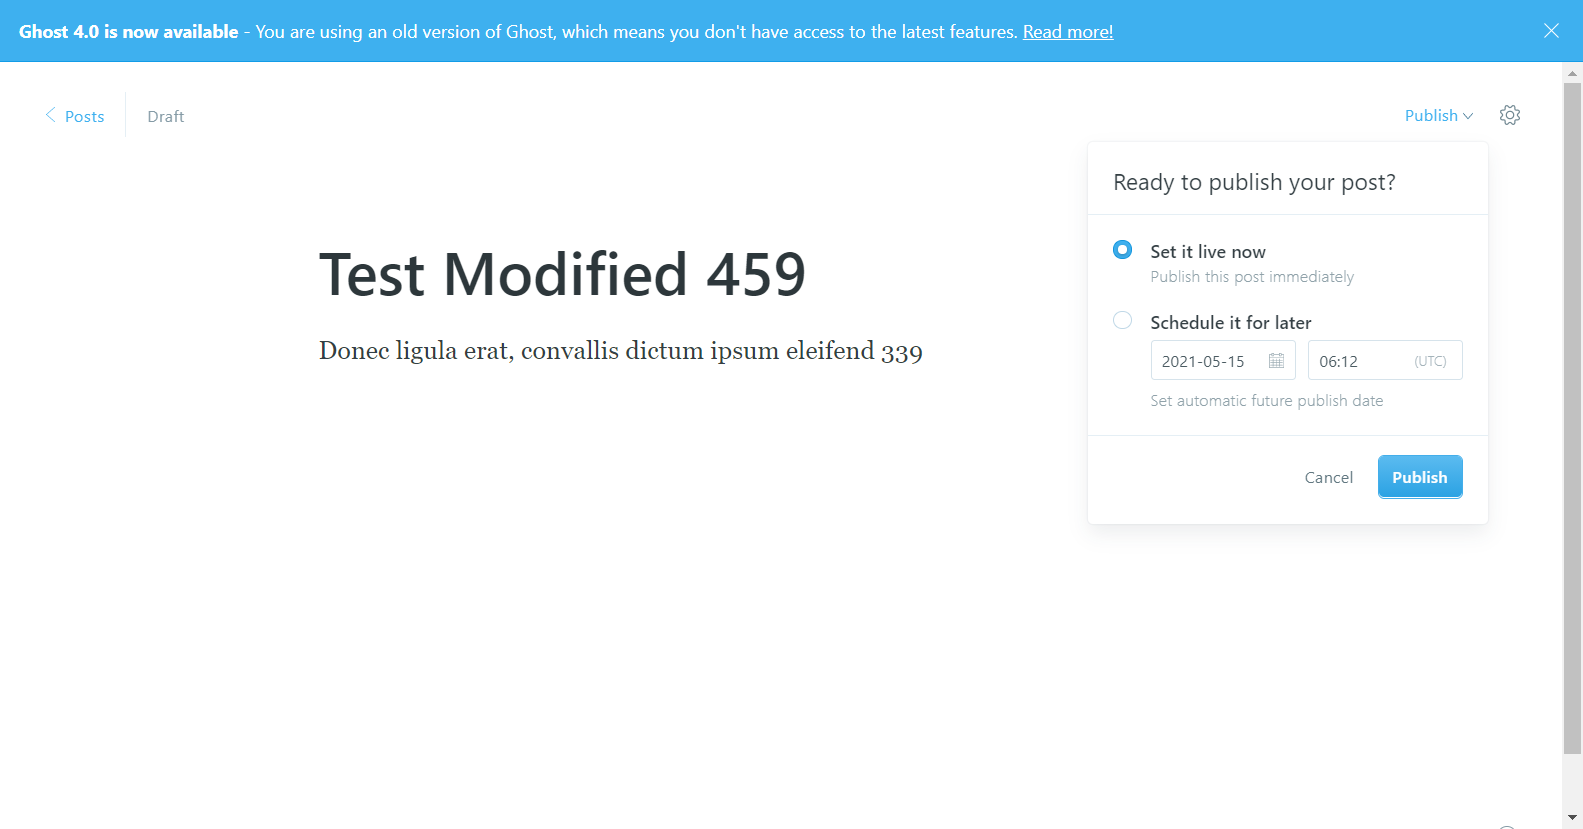 Ghost 4.0 is now available - You are using an old version of Ghost, which means you don't have access to the latest features. Read more!
Posts
Draft
Publish
Ready to publish your post?
Set it live now
Publish this post immediately
Schedule it for later
2021-05-15
06:12 (UTC)
Set automatic future publish date
Cancel
Publish
Test Modified 459
Donec ligula erat, convallis dictum ipsum eleifend 339